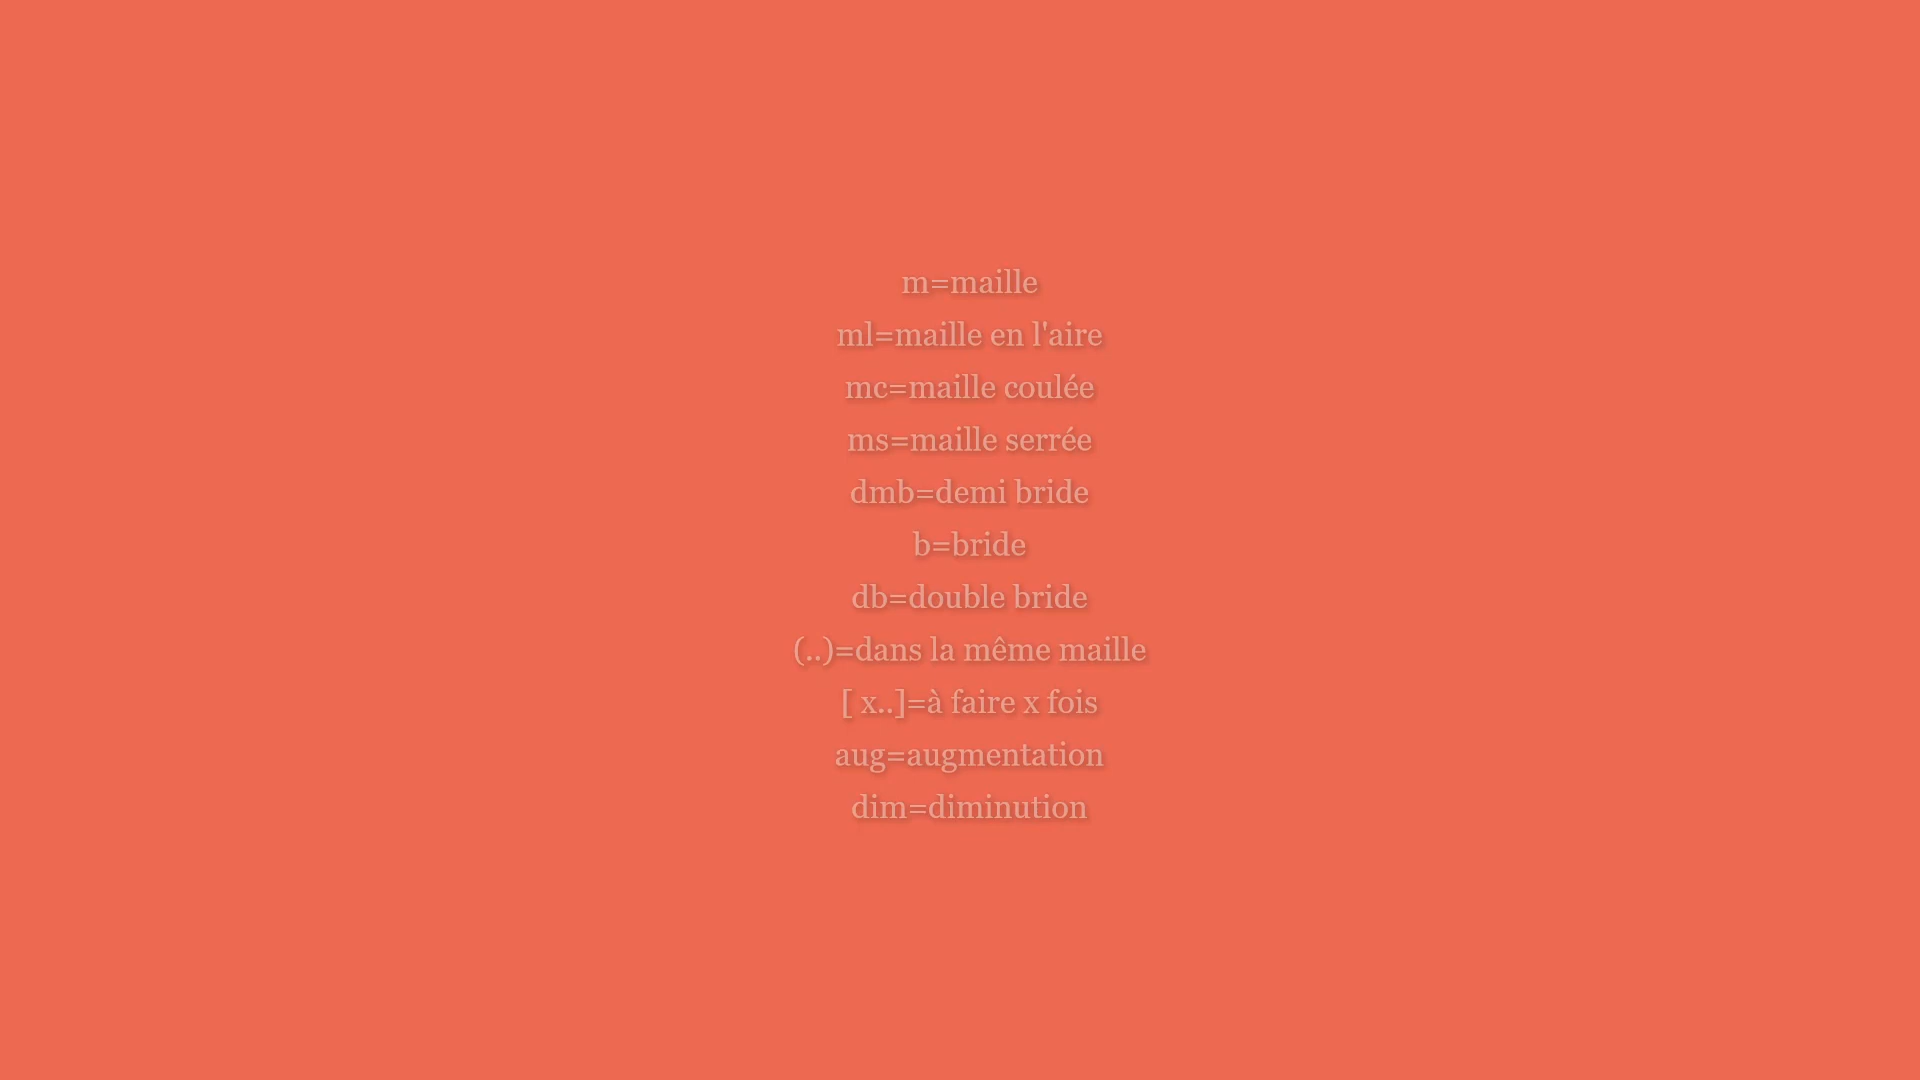 m=maille
ml=maille en l'aire
mc=maille coulée
ms=maille serrée
dmb=demi bride
b=bride
db=double bride
(..)=dans la même maille
[ x..]=à faire x fois
aug=augmentation
dim=diminution